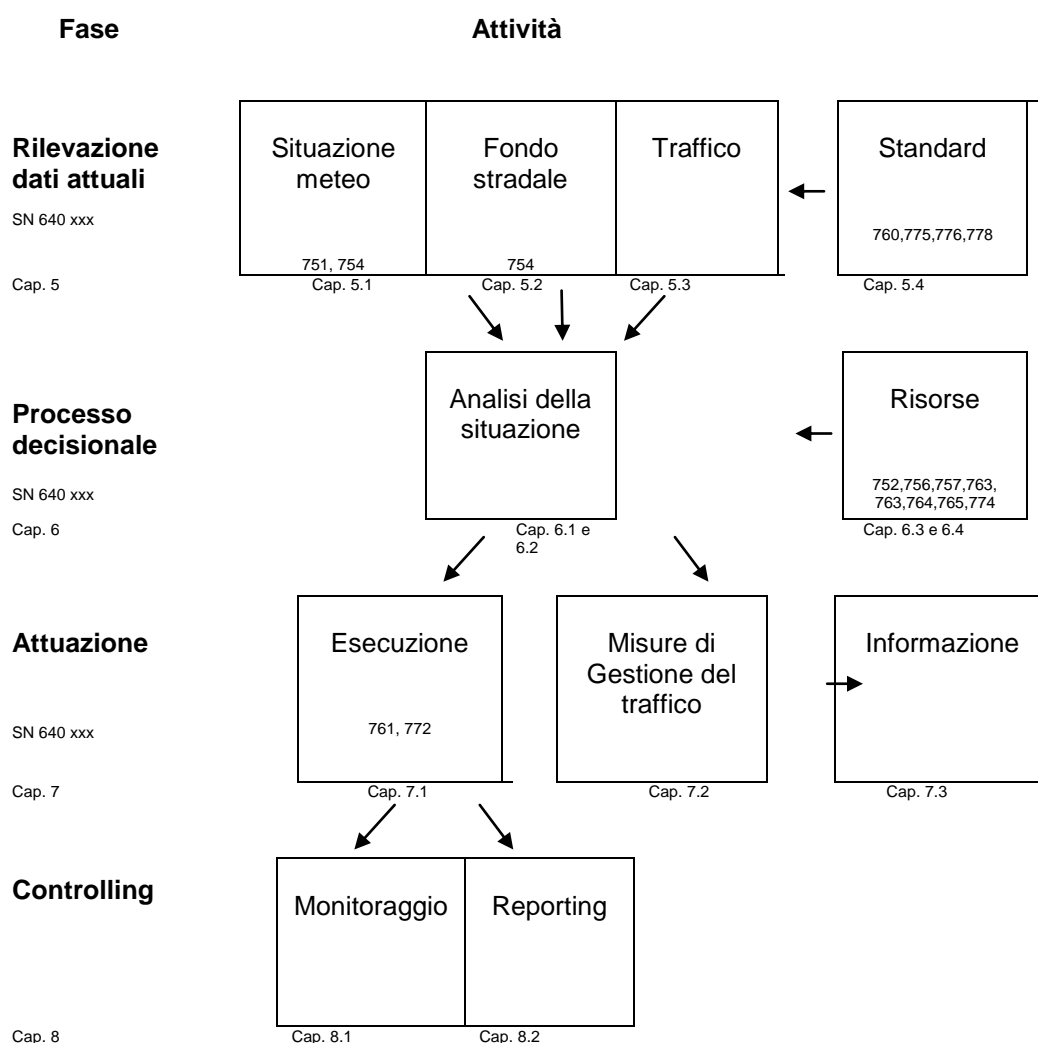 Fase
Attività
Rilevazione
dati attuali
SN 640 xxx
Cap. 5
Situazione
meteo
751, 754
Cap. 5.1
Fondo
stradale
754
Cap. 5.2
Traffico
Cap. 5.3
Standard
760,775,776,778
Cap. 5.4
Processo
decisionale
SN 640 xxx
Cap. 6
Analisi della
situazione
Cap. 6.1 e
6.2
Risorse
752,756,757,763,
763,764,765,774
Cap. 6.3 e 6.4
Attuazione
SN 640 xxx
Cap. 7
Esecuzione
761, 772
Cap. 7.1
Misure di
Gestione del
traffico
Cap. 7.2
Informazione
Cap. 7.3
Controlling
Cap. 8
Monitoraggio
Cap. 8.1
Reporting
Cap. 8.2